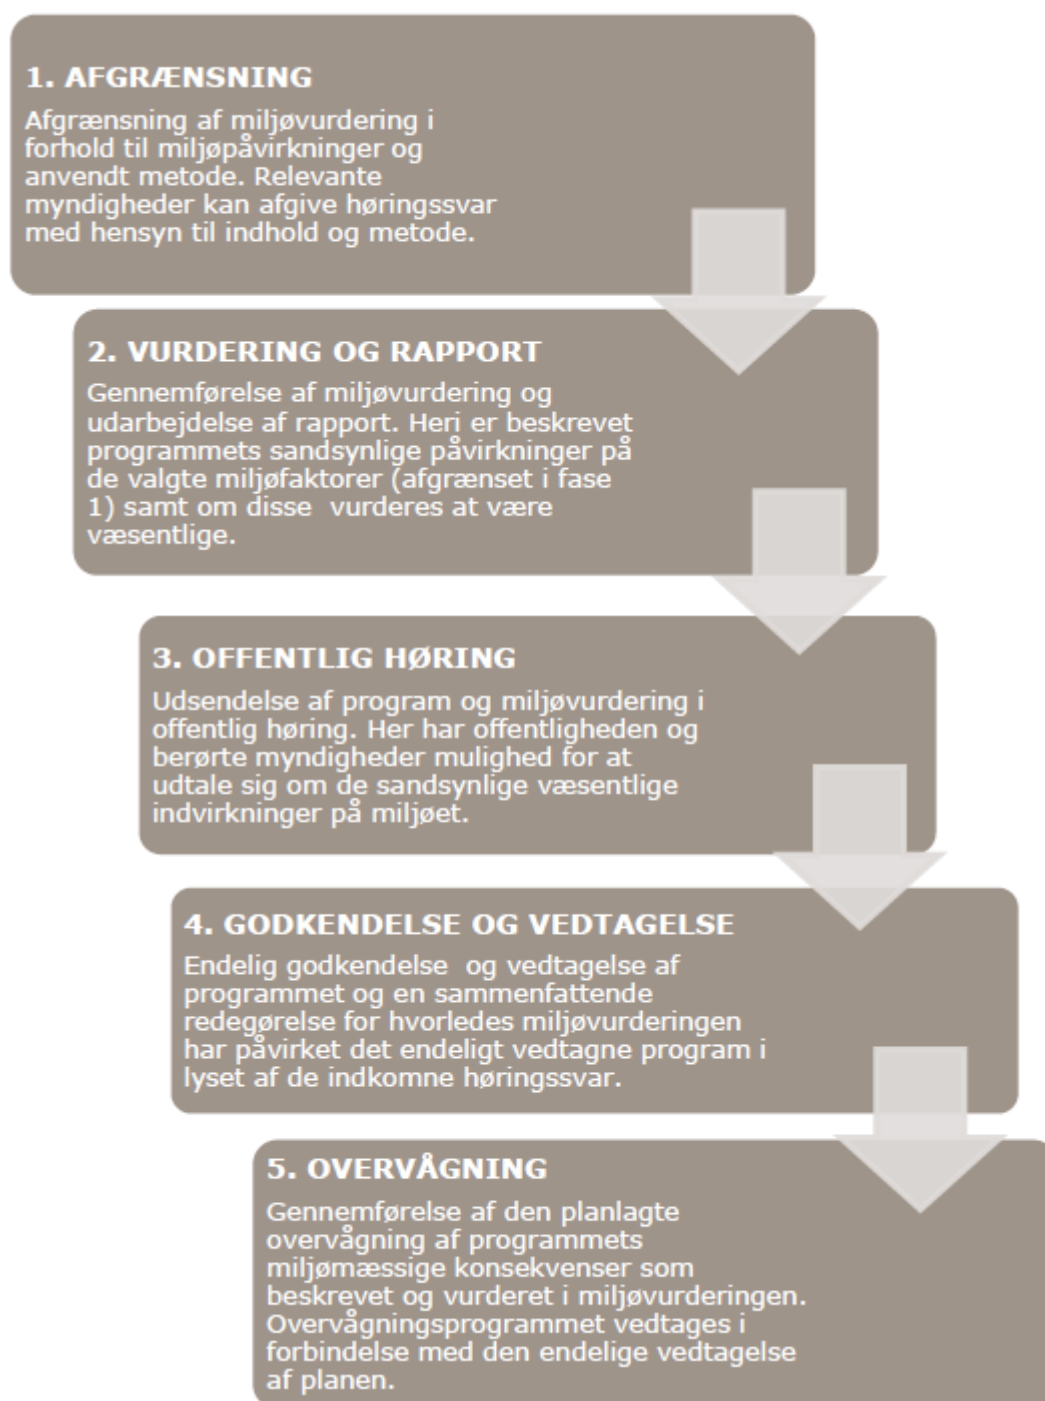 1. AFGRÆNSNING
Afgrænsning af miljøvurdering i
forhold til miljøpåvirkninger og
anvendt metode. Relevante
myndigheder kan afgive høringssvar
med hensyn til indhold og metode.
2. VURDERING OG RAPPORT
Gennemførelse af miljøvurdering og
udarbejdelse af rapport. Heri er beskrevet
programmets sandsynlige påvirkninger på
de valgte miljøfaktorer (afgrænset i fase
1) samt om disse  vurderes at være
væsentlige.
3. OFFENTLIG HØRING
Udsendelse af program og miljøvurdering i
offentlig høring. Her har offentligheden og
berørte myndigheder mulighed for at
udtale sig om de sandsynlige væsentlige
indvirkninger på miljøet.
4. GODKENDELSE OG VEDTAGELSE
Endelig godkendelse  og vedtagelse af
programmet og en sammenfattende
redegørelse for hvorledes miljøvurderingen
har påvirket det endeligt vedtagne program i
lyset af de indkomne høringssvar.
5. OVERVÅGNING
Gennemførelse af den planlagte
overvågning af programmets
miljømæssige konsekvenser som
beskrevet og vurderet i miljøvurderingen.
Overvågningsprogrammet vedtages i
forbindelse med den endelige vedtagelse
af planen.